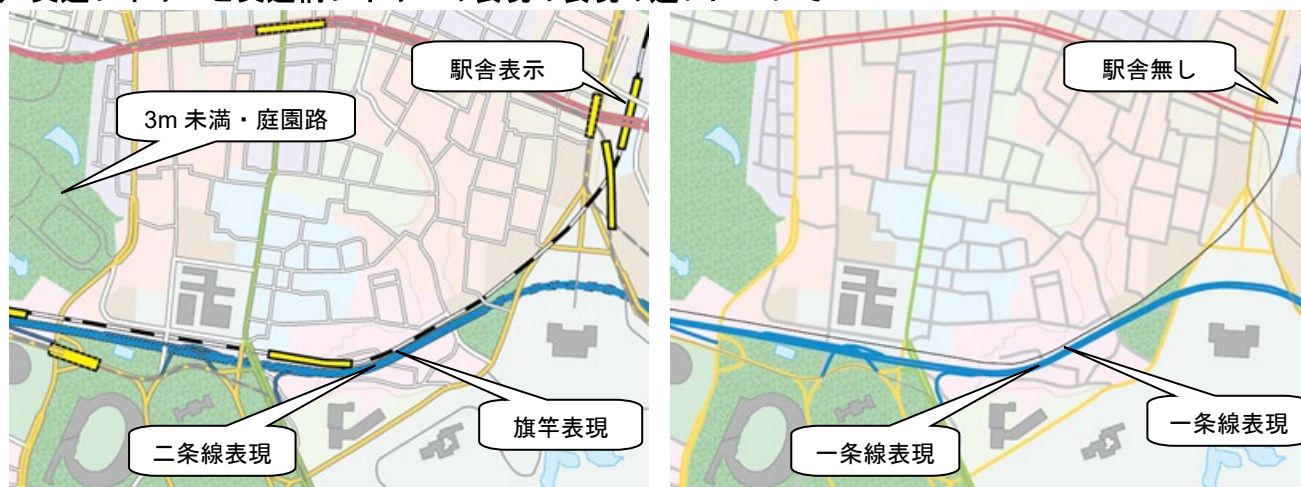 駅舎表示
3m 未満・庭園路
二条線表現
旗竿表現
駅舎無し
一条線表現
一条線表現